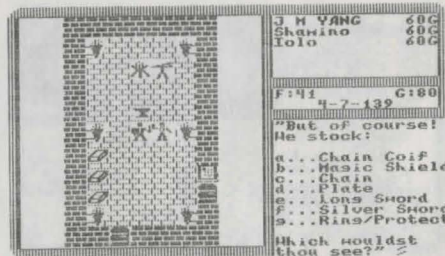 J M YANG 60G
Shamino 60G
Iolo 60G
F:41 G:80
4-7-139
"But of course!
We stock:
a...Chain Coif
b...Magic Shield
c...Chain
d...Plate
e...long Sword
f...Silver Sword
g...Ring/Protect
Which wouldst
thou see?"